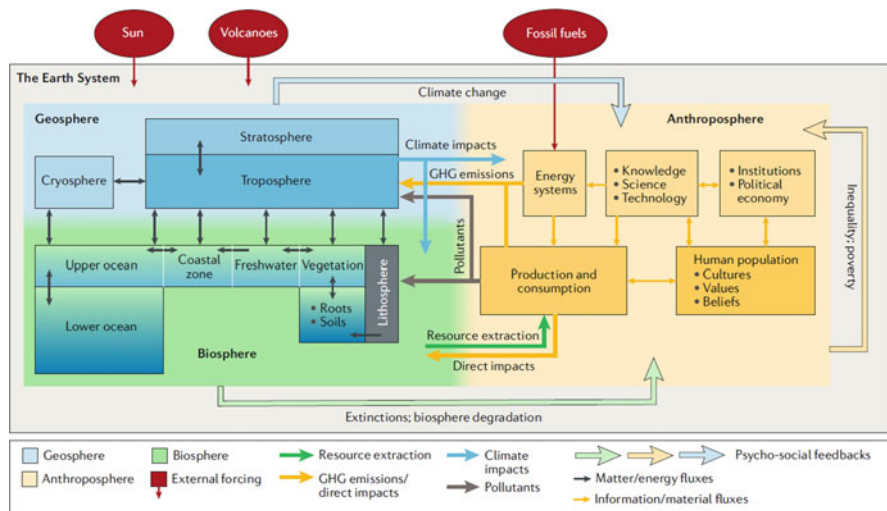 Sun
Volcanoes
Fossil fuels
The Earth System
Climate change
Geosphere
Anthroposphere
Stratosphere
Troposphere
Cryosphere
Climate impacts
GHG emissions
Energy
systems
• Knowledge
• Science
• Technology
• Institutions
• Political
economy
Inequality; poverty
Upper ocean
Coastal
zone
Freshwater
Vegetation
Lithosphere
Pollutants
Production and
consumption
Human population
• Cultures
• Values
• Beliefs
• Roots
• Soils
Lower ocean
Biosphere
Resource extraction
Direct impacts
Extinctions; biosphere degradation
Geosphere
Biosphere
Resource extraction
Climate
impacts
Psycho-social feedbacks
Anthroposphere
External forcing
GHG emissions/
direct impacts
Pollutants
Matter/energy fluxes
Information/material fluxes